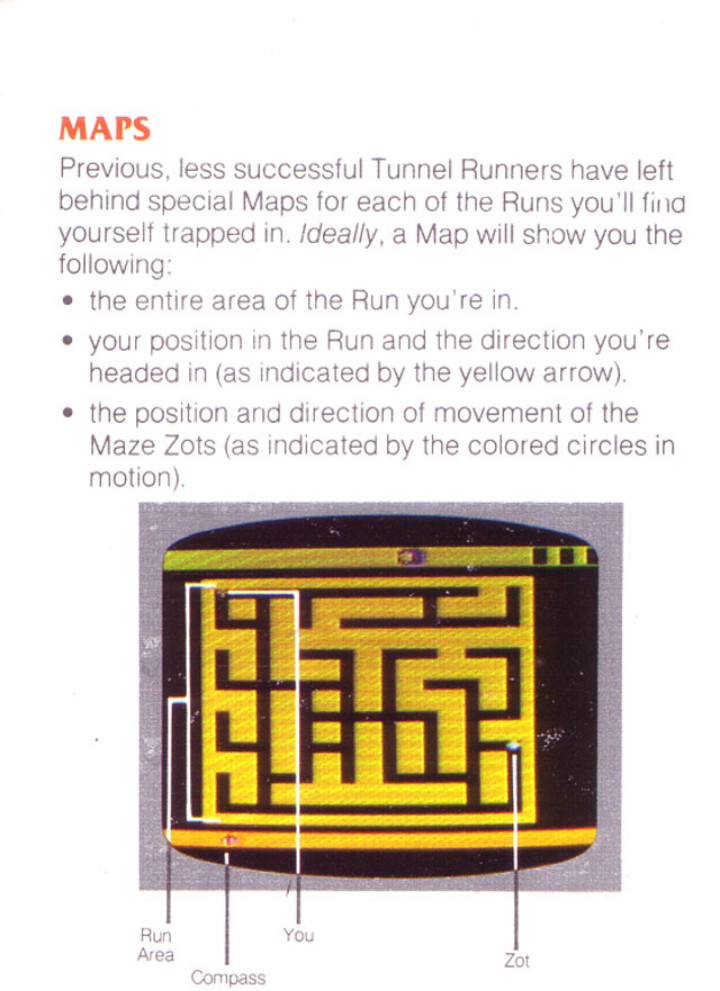 MAPS
Previous, less successful Tunnel Runners have left
behind special Maps for each of the Runs you'll find
yourself trapped in. Ideally, a Map will show you the
following:
• the entire area of the Run you're in.
• your position in the Run and the direction you're
headed in (as indicated by the yellow arrow).
• the position and direction of movement of the
Maze Zots (as indicated by the colored circles in
motion).
Run
Area
Compass
You
Zot